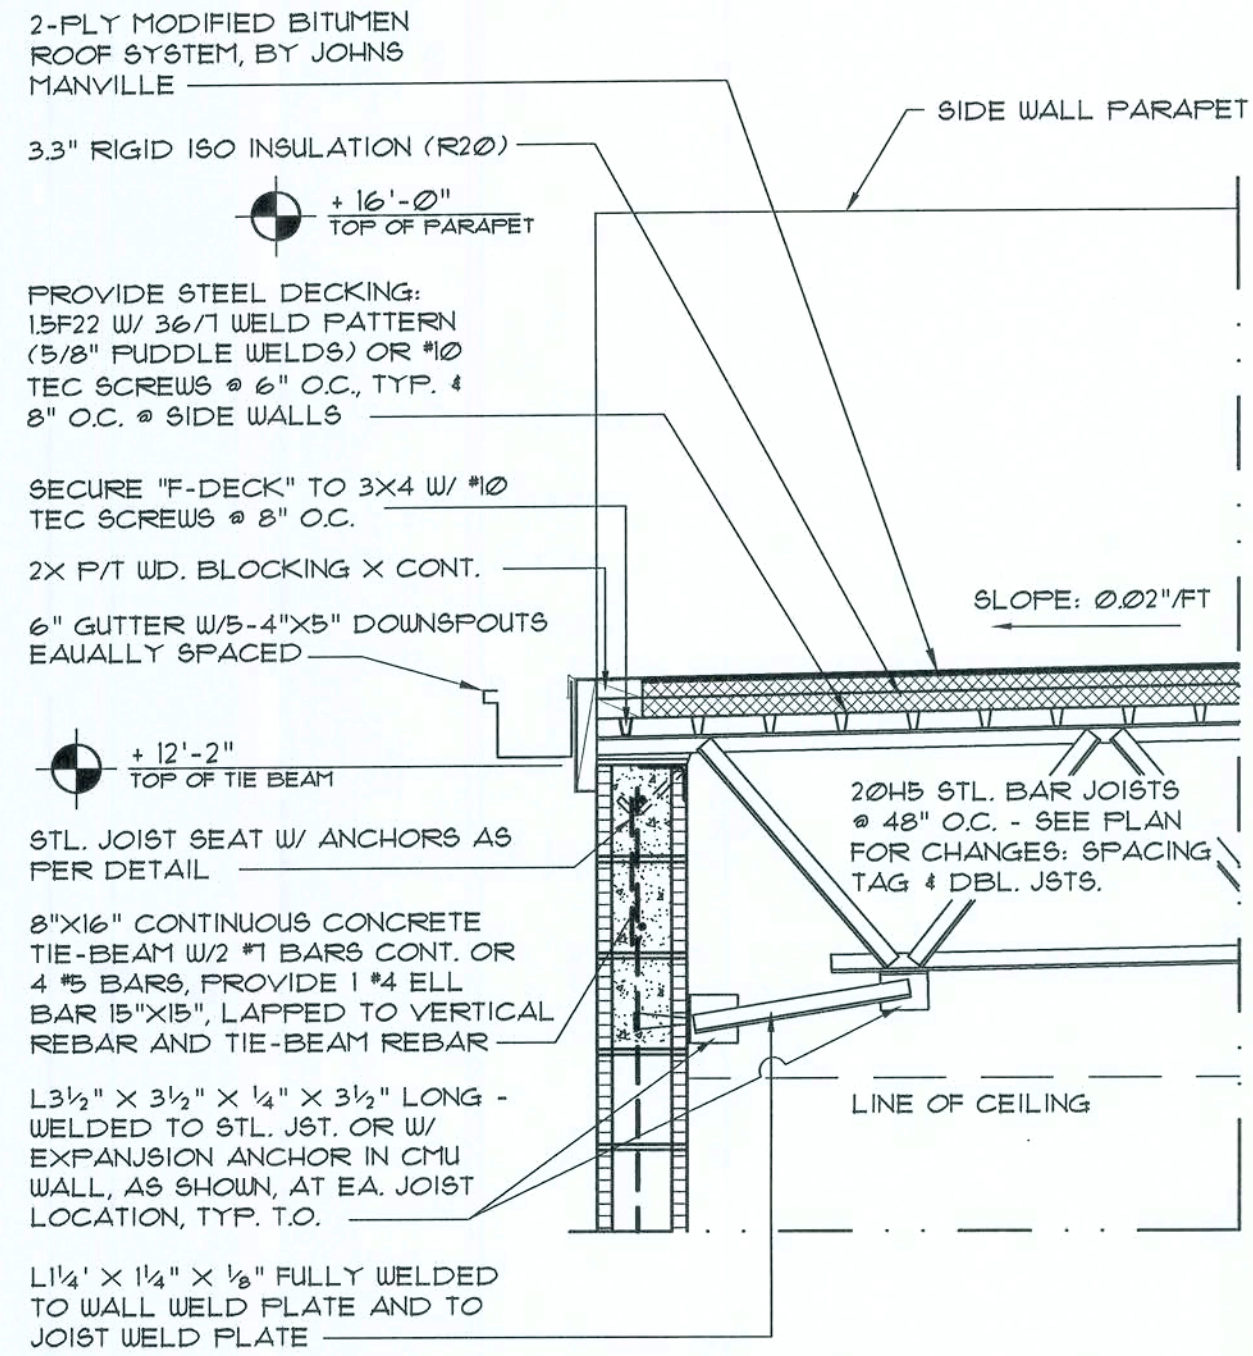 2-PLY MODIFIED BITUMEN
ROOF SYSTEM, BY JOHNS
MANVILLE
SIDE WALL PARAPET
3.3" RIGID ISO INSULATION (R20)
+ 16'-0"
TOP OF PARAPET
PROVIDE STEEL DECKING:
1.5F22 W/ 36/7 WELD PATTERN
(5/8" PUDDLE WELDS) OR #10
TEC SCREWS @ 6" O.C., TYP. &
8" O.C. @ SIDE WALLS
SECURE "F-DECK" TO 3X4 W/ #10
TEC SCREWS @ 8" O.C.
2X P/T WD. BLOCKING X CONT.
SLOPE: 0.02"/FT
6" GUTTER W/5-4"X5" DOWNSPOUTS
EAUALLY SPACED
+ 12'-2"
TOP OF TIE BEAM
20H5 STL. BAR JOISTS
@ 48" O.C. - SEE PLAN
FOR CHANGES: SPACING
TAG & DBL. JSTS.
STL. JOIST SEAT W/ ANCHORS AS
PER DETAIL
8"X16" CONTINUOUS CONCRETE
TIE-BEAM W/2 #7 BARS CONT. OR
4 #5 BARS, PROVIDE 1 #4 ELL
BAR 15"X15", LAPPED TO VERTICAL
REBAR AND TIE-BEAM REBAR
L3½" X 3½" X ¼" X 3½" LONG -
WELDED TO STL. JST. OR W/
EXPANJSION ANCHOR IN CMU
WALL, AS SHOWN, AT EA. JOIST
LOCATION, TYP. T.O.
LINE OF CEILING
L1¼' X 1¼" X ⅛" FULLY WELDED
TO WALL WELD PLATE AND TO
JOIST WELD PLATE